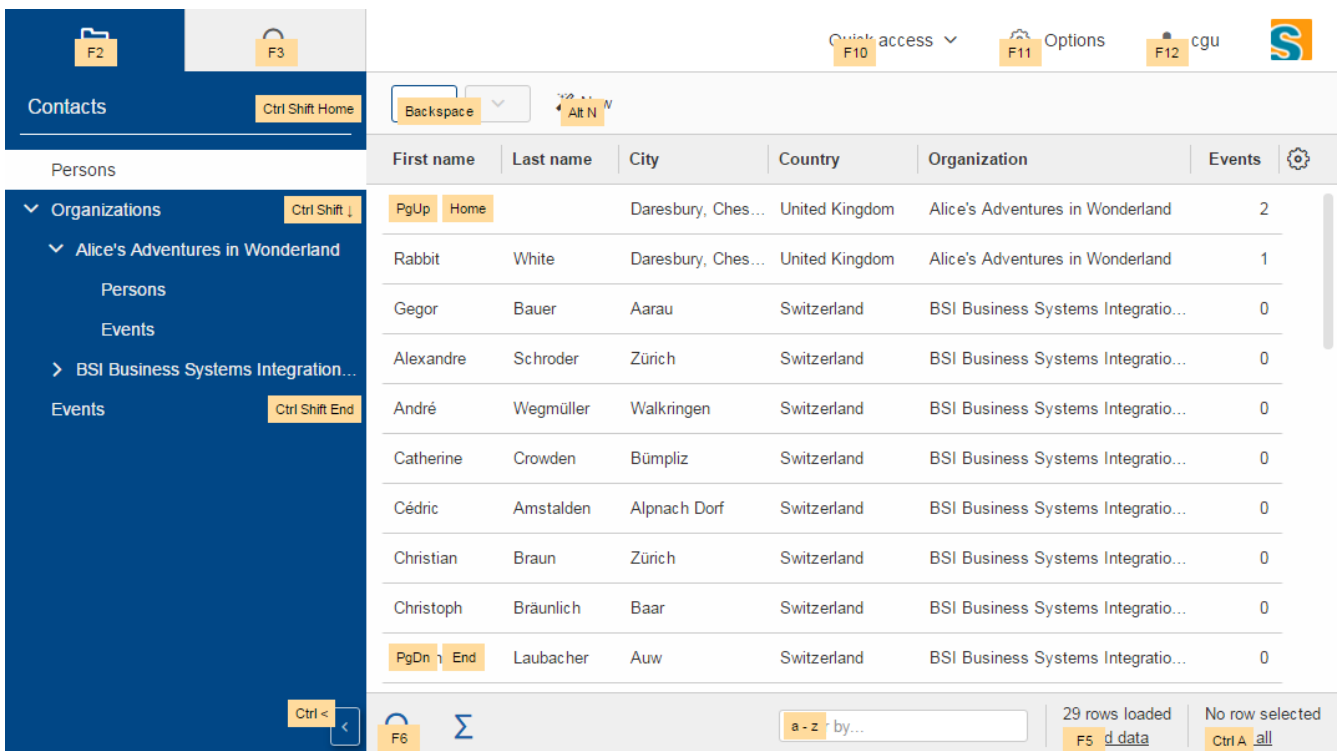 F2
F3
F10 access
F11 Options
F12 cgu
Contacts
Ctrl Shift Home
Backspace
Alt N
Persons
Organizations
Ctrl Shift ↓
Alice's Adventures in Wonderland
Persons
Events
BSI Business Systems Integration...
Events
Ctrl Shift End
Ctrl <
First name Last name City Country Organization Events
PgUp Home Daresbury, Ches... United Kingdom Alice's Adventures in Wonderland 2
Rabbit White Daresbury, Ches... United Kingdom Alice's Adventures in Wonderland 1
Gegor Bauer Aarau Switzerland BSI Business Systems Integratio... 0
Alexandre Schroder Zürich Switzerland BSI Business Systems Integratio... 0
André Wegmüller Walkringen Switzerland BSI Business Systems Integratio... 0
Catherine Crowden Bümpliz Switzerland BSI Business Systems Integratio... 0
Cédric Amstalden Alpnach Dorf Switzerland BSI Business Systems Integratio... 0
Christian Braun Zürich Switzerland BSI Business Systems Integratio... 0
Christoph Bräunlich Baar Switzerland BSI Business Systems Integratio... 0
PgDn End Laubacher Auw Switzerland BSI Business Systems Integratio... 0
F6
Σ
a - z by...
29 rows loaded
F5 data
No row selected
Ctrl A all